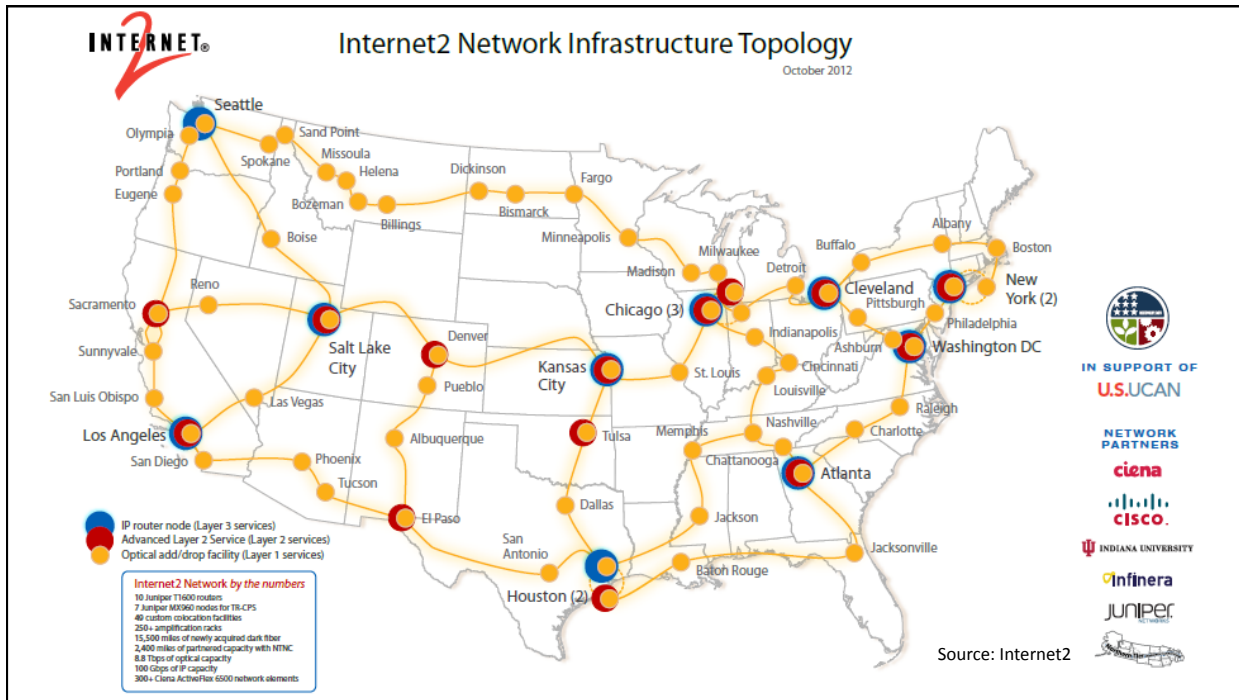 INTERNET®
2
Internet2 Network Infrastructure Topology
October 2012
Seattle
Olympia
Portland
Eugene
Spokane
Sand Point
Missoula
Helena
Bozeman
Billings
Dickinson
Bismarck
Fargo
Minneapolis
Madison
Milwaukee
Boise
Reno
Sacramento
Sunnyvale
San Luis Obispo
Los Angeles
San Diego
Las Vegas
Salt Lake
City
Denver
Pueblo
Albuquerque
Phoenix
Tucson
El Paso
Kansas
City
Tulsa
Dallas
San
Antonio
Houston (2)
Chicago (3)
St. Louis
Detroit
Indianapolis
Cincinnati
Louisville
Nashville
Memphis
Chattanooga
Jackson
Baton Rouge
Jacksonville
Atlanta
Charlotte
Raleigh
Buffalo
Albany
Boston
Cleveland
Pittsburgh
Ashburn
New
York (2)
Philadelphia
Washington DC
IP router node (Layer 3 services)
Advanced Layer 2 Service (Layer 2 services)
Optical add/drop facility (Layer 1 services)
Internet2 Network by the numbers
10 Juniper T1600 routers
7 Juniper MX960 nodes for TR-CPS
49 custom colocation facilities
250+ amplification racks
15,500 miles of newly acquired dark fiber
2,400 miles of partnered capacity with NTNC
8.8 Tbps of optical capacity
100 Gbps of IP capacity
300+ Ciena ActiveFlex 6500 network elements
IN SUPPORT OF
U.S.UCAN
NETWORK
PARTNERS
ciena
CISCO.
INDIANA UNIVERSITY
infinera
JUNIPER
NETWORKS
Source: Internet2